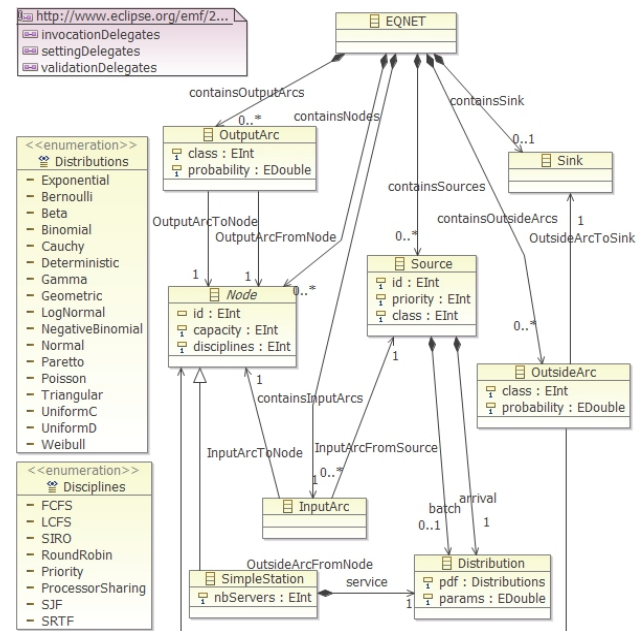 http://www.eclipse.org/emf/2...
invocationDelegates
settingDelegates
validationDelegates
EQNET
containsOutputArcs
containsNodes
containsSink
0..*
0..1
OutputArc
class : EInt
probability : EDouble
Sink
<<enumeration>>
Distributions
Exponential
Bernoulli
Beta
Binomial
Cauchy
Deterministic
Gamma
Geometric
LogNormal
NegativeBinomial
Normal
Paretto
Poisson
Triangular
UniformC
UniformD
Weibull
containsSources
containsOutsideArcs
OutputArcToNode
OutputArcFromNode
1
OutsideArcToSink
0..*
1
1
Source
id : EInt
priority : EInt
class : EInt
Node
0..*
id : EInt
capacity : EInt
disciplines : EInt
0..*
1
OutsideArc
class : EInt
probability : EDouble
1
containsInputArcs
InputArcToNode
InputArcFromSource
<<enumeration>>
Disciplines
FCFS
LCFS
SIRO
RoundRobin
Priority
ProcessorSharing
SJF
SRTF
1
0..*
InputArc
batch
arrival
0..1
1
OutsideArcFromNode
SimpleStation
nbServers : EInt
service
1
Distribution
pdf : Distributions
params : EDouble